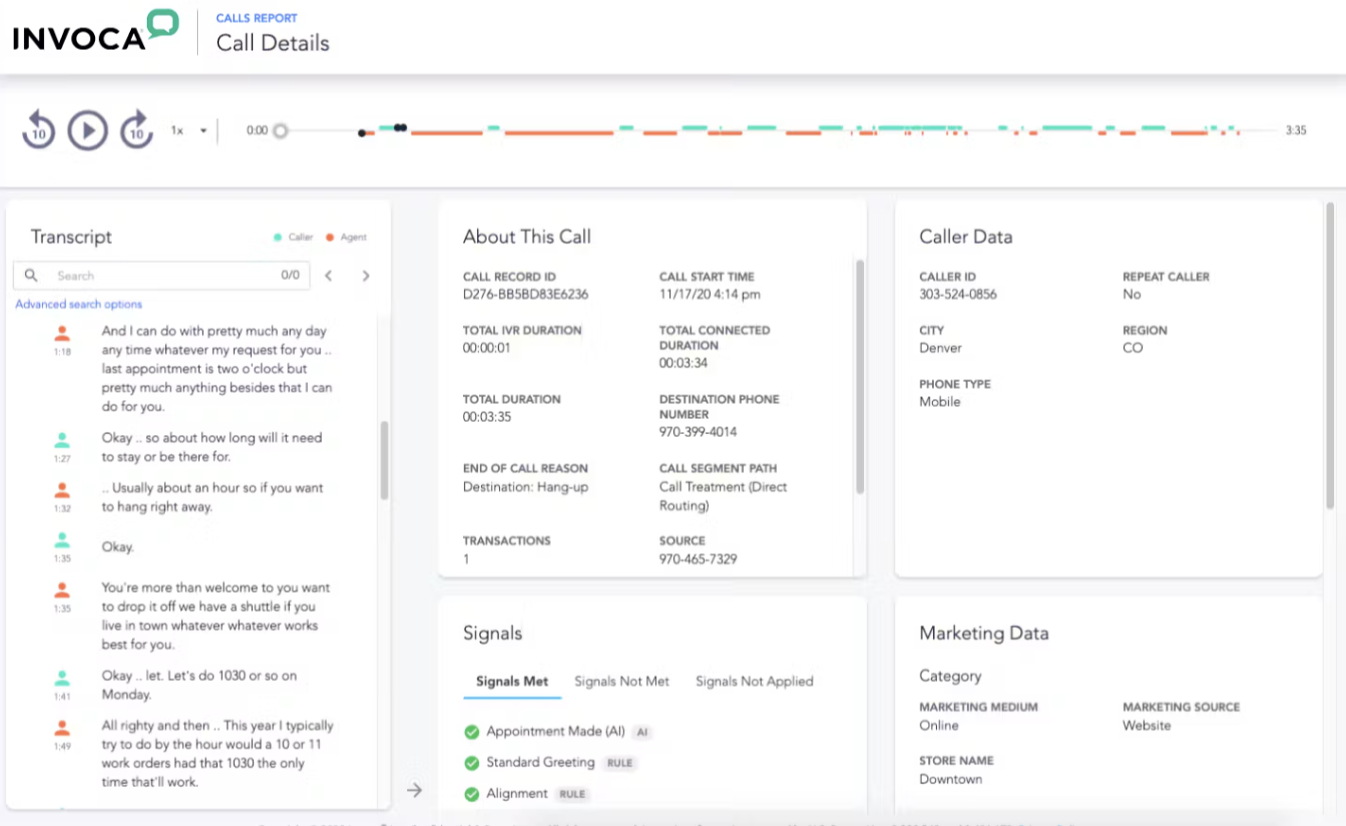 INVOCA
CALLS REPORT
Call Details
10
10
1x
0:00
3:35
Transcript
Caller
Agent
Search
0/0
Advanced search options
1:18
And I can do with pretty much any day
any time whatever my request for you ..
last appointment is two o'clock but
pretty much anything besides that I can
do for you.
1:27
Okay .. so about how long will it need
to stay or be there for.
1:32
.. Usually about an hour so if you want
to hang right away.
1:35
Okay.
1:35
You're more than welcome to you want
to drop it off we have a shuttle if you
live in town whatever whatever works
best for you.
1:41
Okay .. let. Let's do 1030 or so on
Monday.
1:49
All righty and then .. This year I typically
try to do by the hour would a 10 or 11
work orders had that 1030 the only
time that'll work.
About This Call
CALL RECORD ID
D276-BB5BD83E6236
CALL START TIME
11/17/20 4:14 pm
TOTAL IVR DURATION
00:00:01
TOTAL CONNECTED
DURATION
00:03:34
TOTAL DURATION
00:03:35
DESTINATION PHONE
NUMBER
970-399-4014
END OF CALL REASON
Destination: Hang-up
CALL SEGMENT PATH
Call Treatment (Direct
Routing)
TRANSACTIONS
1
SOURCE
970-465-7329
Caller Data
CALLER ID
303-524-0856
REPEAT CALLER
No
CITY
Denver
REGION
CO
PHONE TYPE
Mobile
Signals
Signals Met
Signals Not Met
Signals Not Applied
Appointment Made (AI) AI
Standard Greeting RULE
Alignment RULE
Marketing Data
Category
MARKETING MEDIUM
Online
MARKETING SOURCE
Website
STORE NAME
Downtown